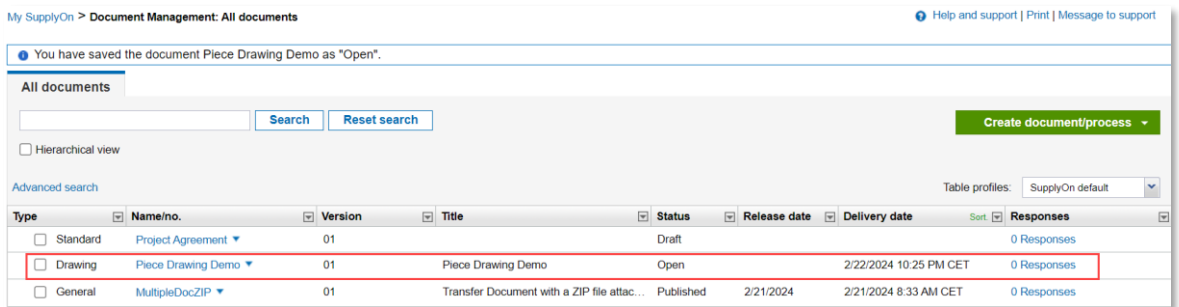 My SupplyOn > Document Management: All documents
Help and support | Print | Message to support
You have saved the document Piece Drawing Demo as "Open".
All documents
Search Reset search
Create document/process
Hierarchical view
Advanced search
Table profiles: SupplyOn default
Type Name/no. Version Title Status Release date Delivery date Sort. Responses
Standard Project Agreement 01 Draft 0 Responses
Drawing Piece Drawing Demo 01 Piece Drawing Demo Open 2/22/2024 10:25 PM CET 0 Responses
General MultipleDocZIP 01 Transfer Document with a ZIP file attac... Published 2/21/2024 2/21/2024 8:33 AM CET 0 Responses